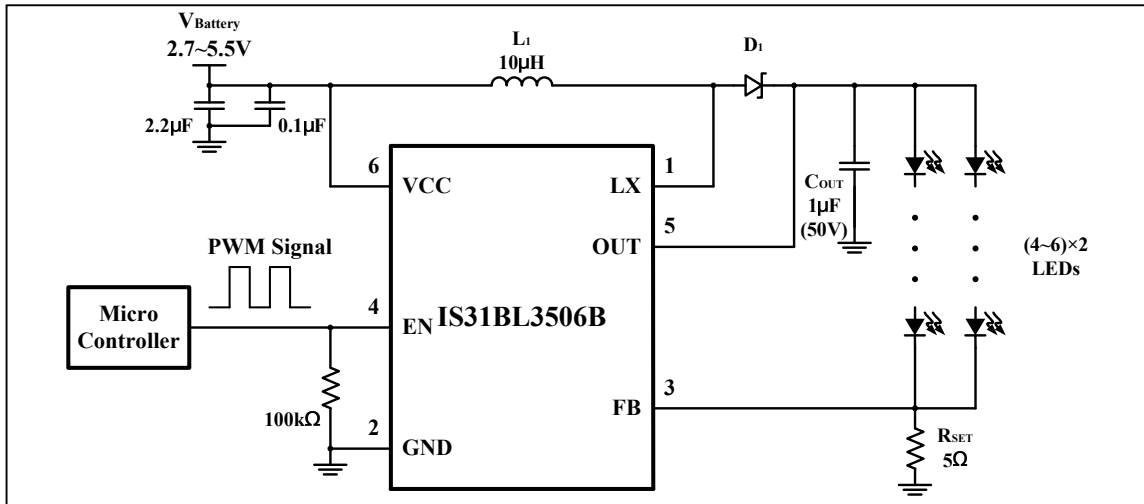 VBattery
2.7~5.5V
L1
10µH
D1
2.2µF
0.1µF
6
VCC
1
LX
COUT
1µF
(50V)
5
OUT
(4~6)×2
LEDs
PWM Signal
Micro
Controller
4
EN
IS31BL3506B
3
FB
100kΩ
2
GND
RSET
5Ω